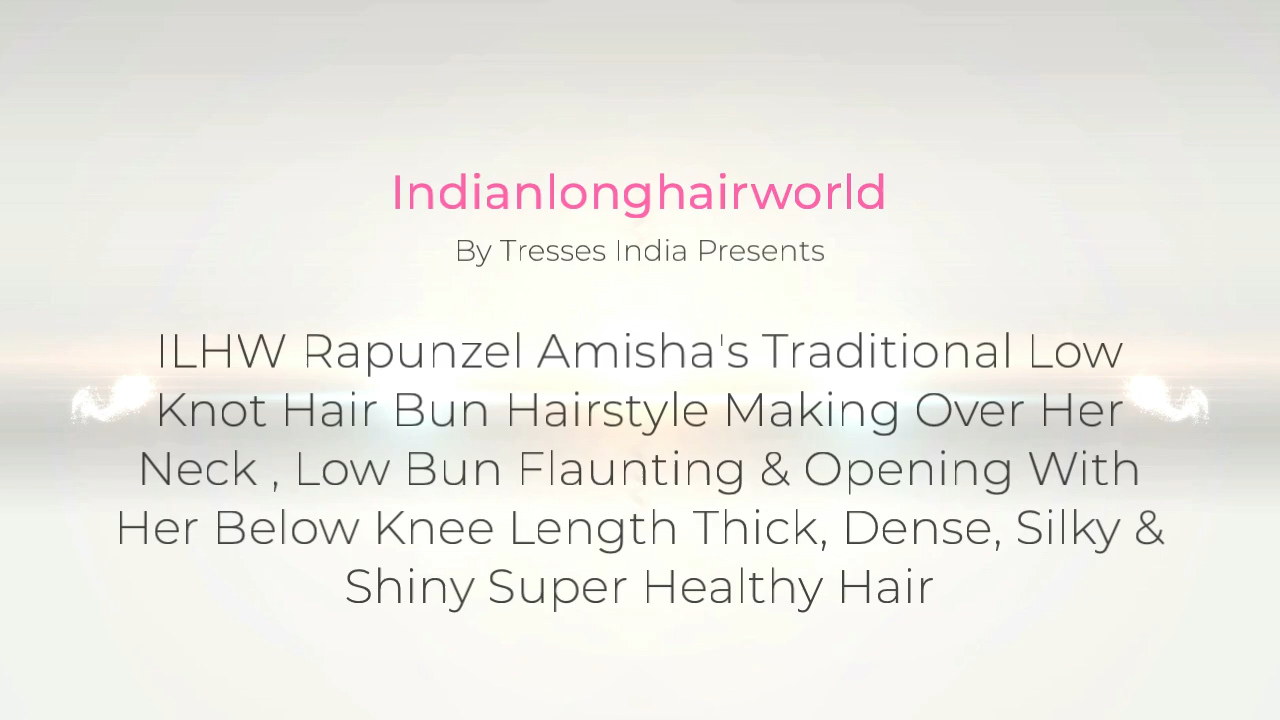 Indianlonghairworld
By Tresses India Presents
ILHW Rapunzel Amisha's Traditional Low
Knot Hair Bun Hairstyle Making Over Her
Neck , Low Bun Flaunting & Opening With
Her Below Knee Length Thick, Dense, Silky &
Shiny Super Healthy Hair